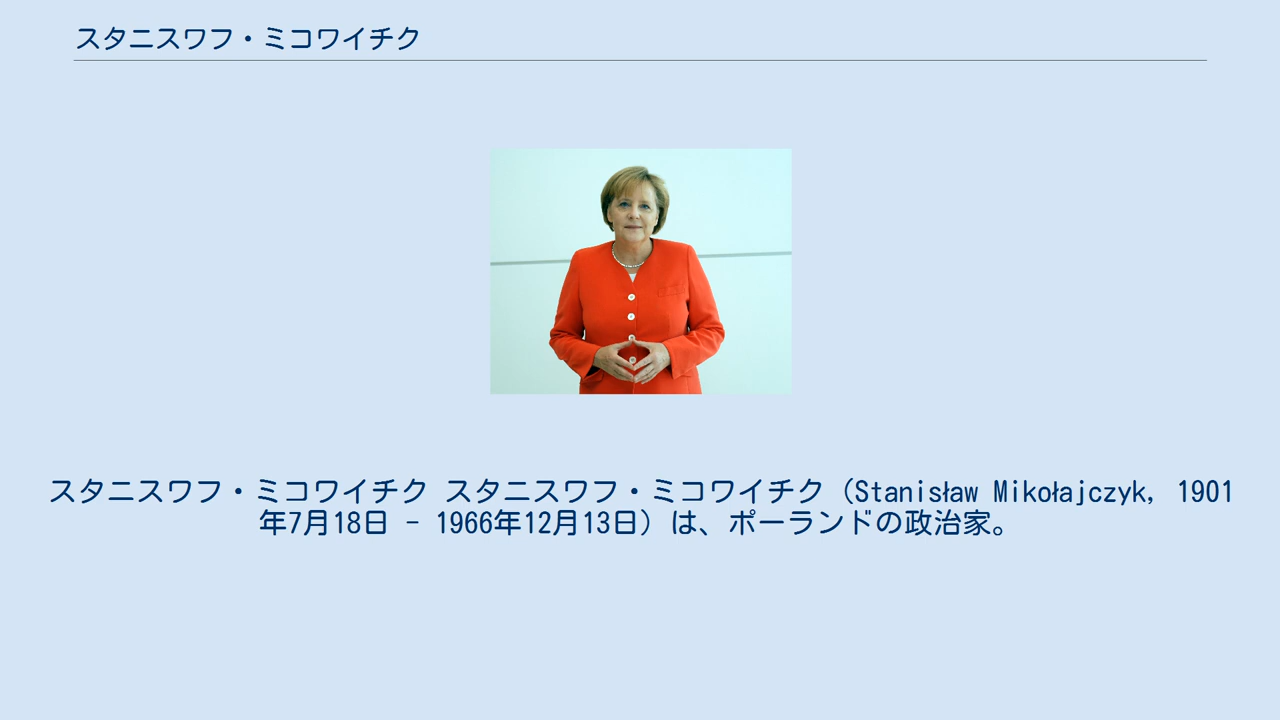 スタニスワフ・ミコワイチク
スタニスワフ・ミコワイチク スタニスワフ・ミコワイチク（Stanisław Mikołajczyk, 1901
年7月18日 - 1966年12月13日）は、ポーランドの政治家。